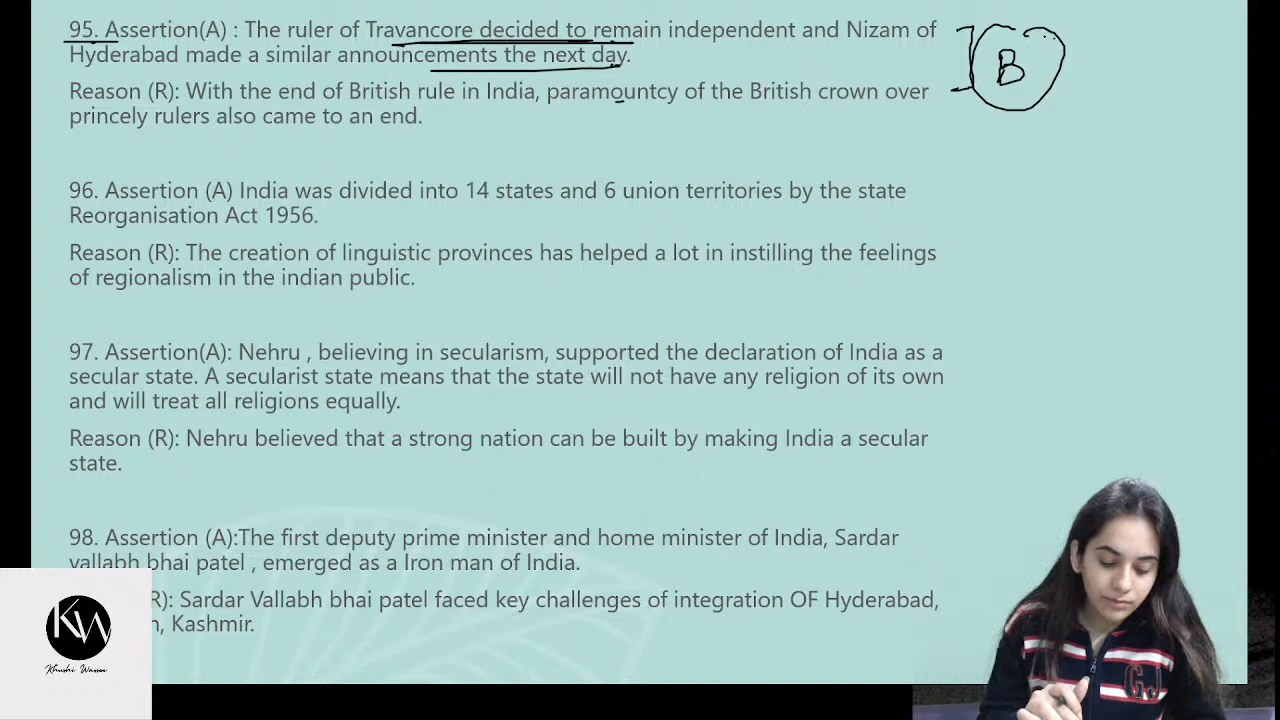 95. Assertion(A) : The ruler of Travancore decided to remain independent and Nizam of
Hyderabad made a similar announcements the next day.
B
Reason (R): With the end of British rule in India, paramountcy of the British crown over
princely rulers also came to an end.
96. Assertion (A) India was divided into 14 states and 6 union territories by the state
Reorganisation Act 1956.
Reason (R): The creation of linguistic provinces has helped a lot in instilling the feelings
of regionalism in the indian public.
97. Assertion(A): Nehru , believing in secularism, supported the declaration of India as a
secular state. A secularist state means that the state will not have any religion of its own
and will treat all religions equally.
Reason (R): Nehru believed that a strong nation can be built by making India a secular
state.
98. Assertion (A):The first deputy prime minister and home minister of India, Sardar
vallabh bhai patel , emerged as a Iron man of India.
R): Sardar Vallabh bhai patel faced key challenges of integration OF Hyderabad,
, Kashmir.
KW
Khushi Wasson
GJ